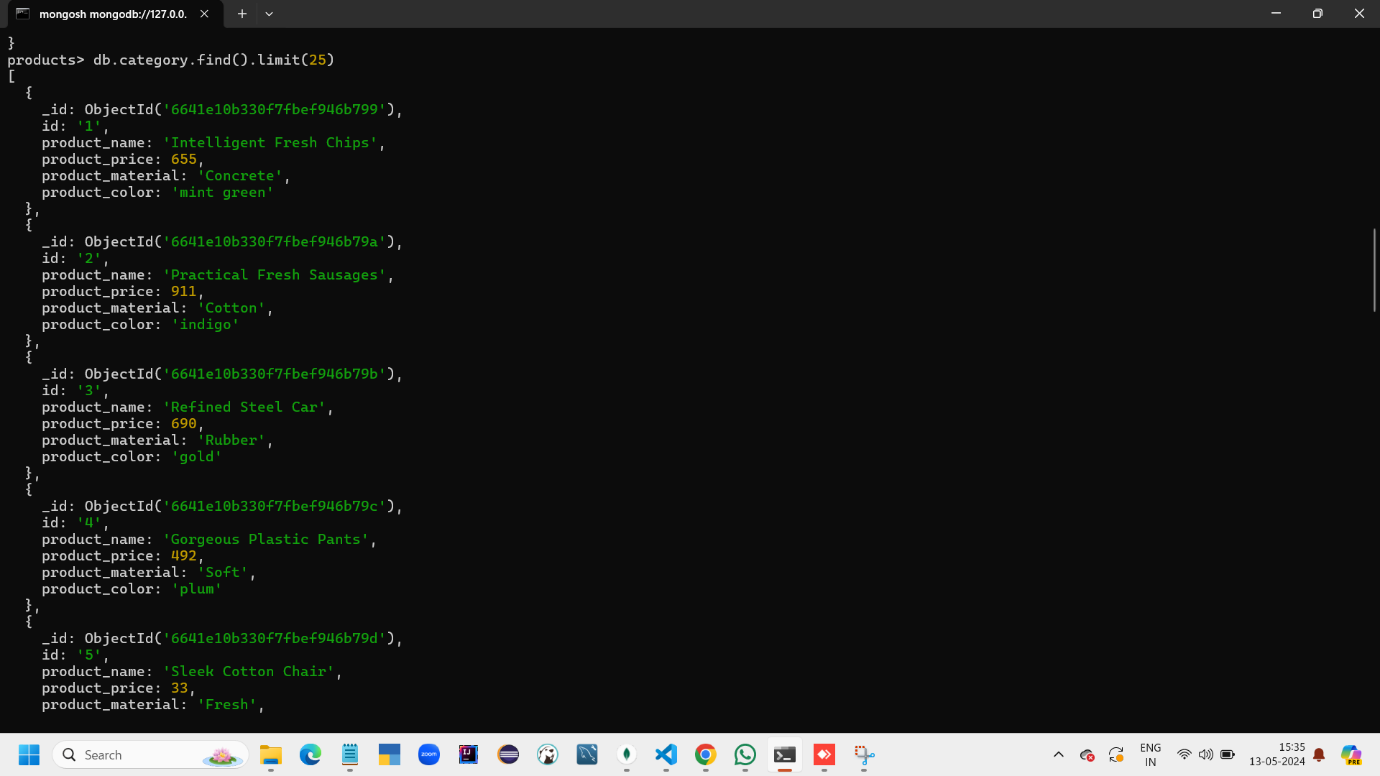 mongosh mongodb://127.0.0.
}
products> db.category.find().limit(25)
[
  {
    _id: ObjectId('6641e10b330f7fbef946b799'),
    id: '1',
    product_name: 'Intelligent Fresh Chips',
    product_price: 655,
    product_material: 'Concrete',
    product_color: 'mint green'
  },
  {
    _id: ObjectId('6641e10b330f7fbef946b79a'),
    id: '2',
    product_name: 'Practical Fresh Sausages',
    product_price: 911,
    product_material: 'Cotton',
    product_color: 'indigo'
  },
  {
    _id: ObjectId('6641e10b330f7fbef946b79b'),
    id: '3',
    product_name: 'Refined Steel Car',
    product_price: 690,
    product_material: 'Rubber',
    product_color: 'gold'
  },
  {
    _id: ObjectId('6641e10b330f7fbef946b79c'),
    id: '4',
    product_name: 'Gorgeous Plastic Pants',
    product_price: 492,
    product_material: 'Soft',
    product_color: 'plum'
  },
  {
    _id: ObjectId('6641e10b330f7fbef946b79d'),
    id: '5',
    product_name: 'Sleek Cotton Chair',
    product_price: 33,
    product_material: 'Fresh',
Search
zoom
IJ
ENG
IN
15:35
13-05-2024
PRE